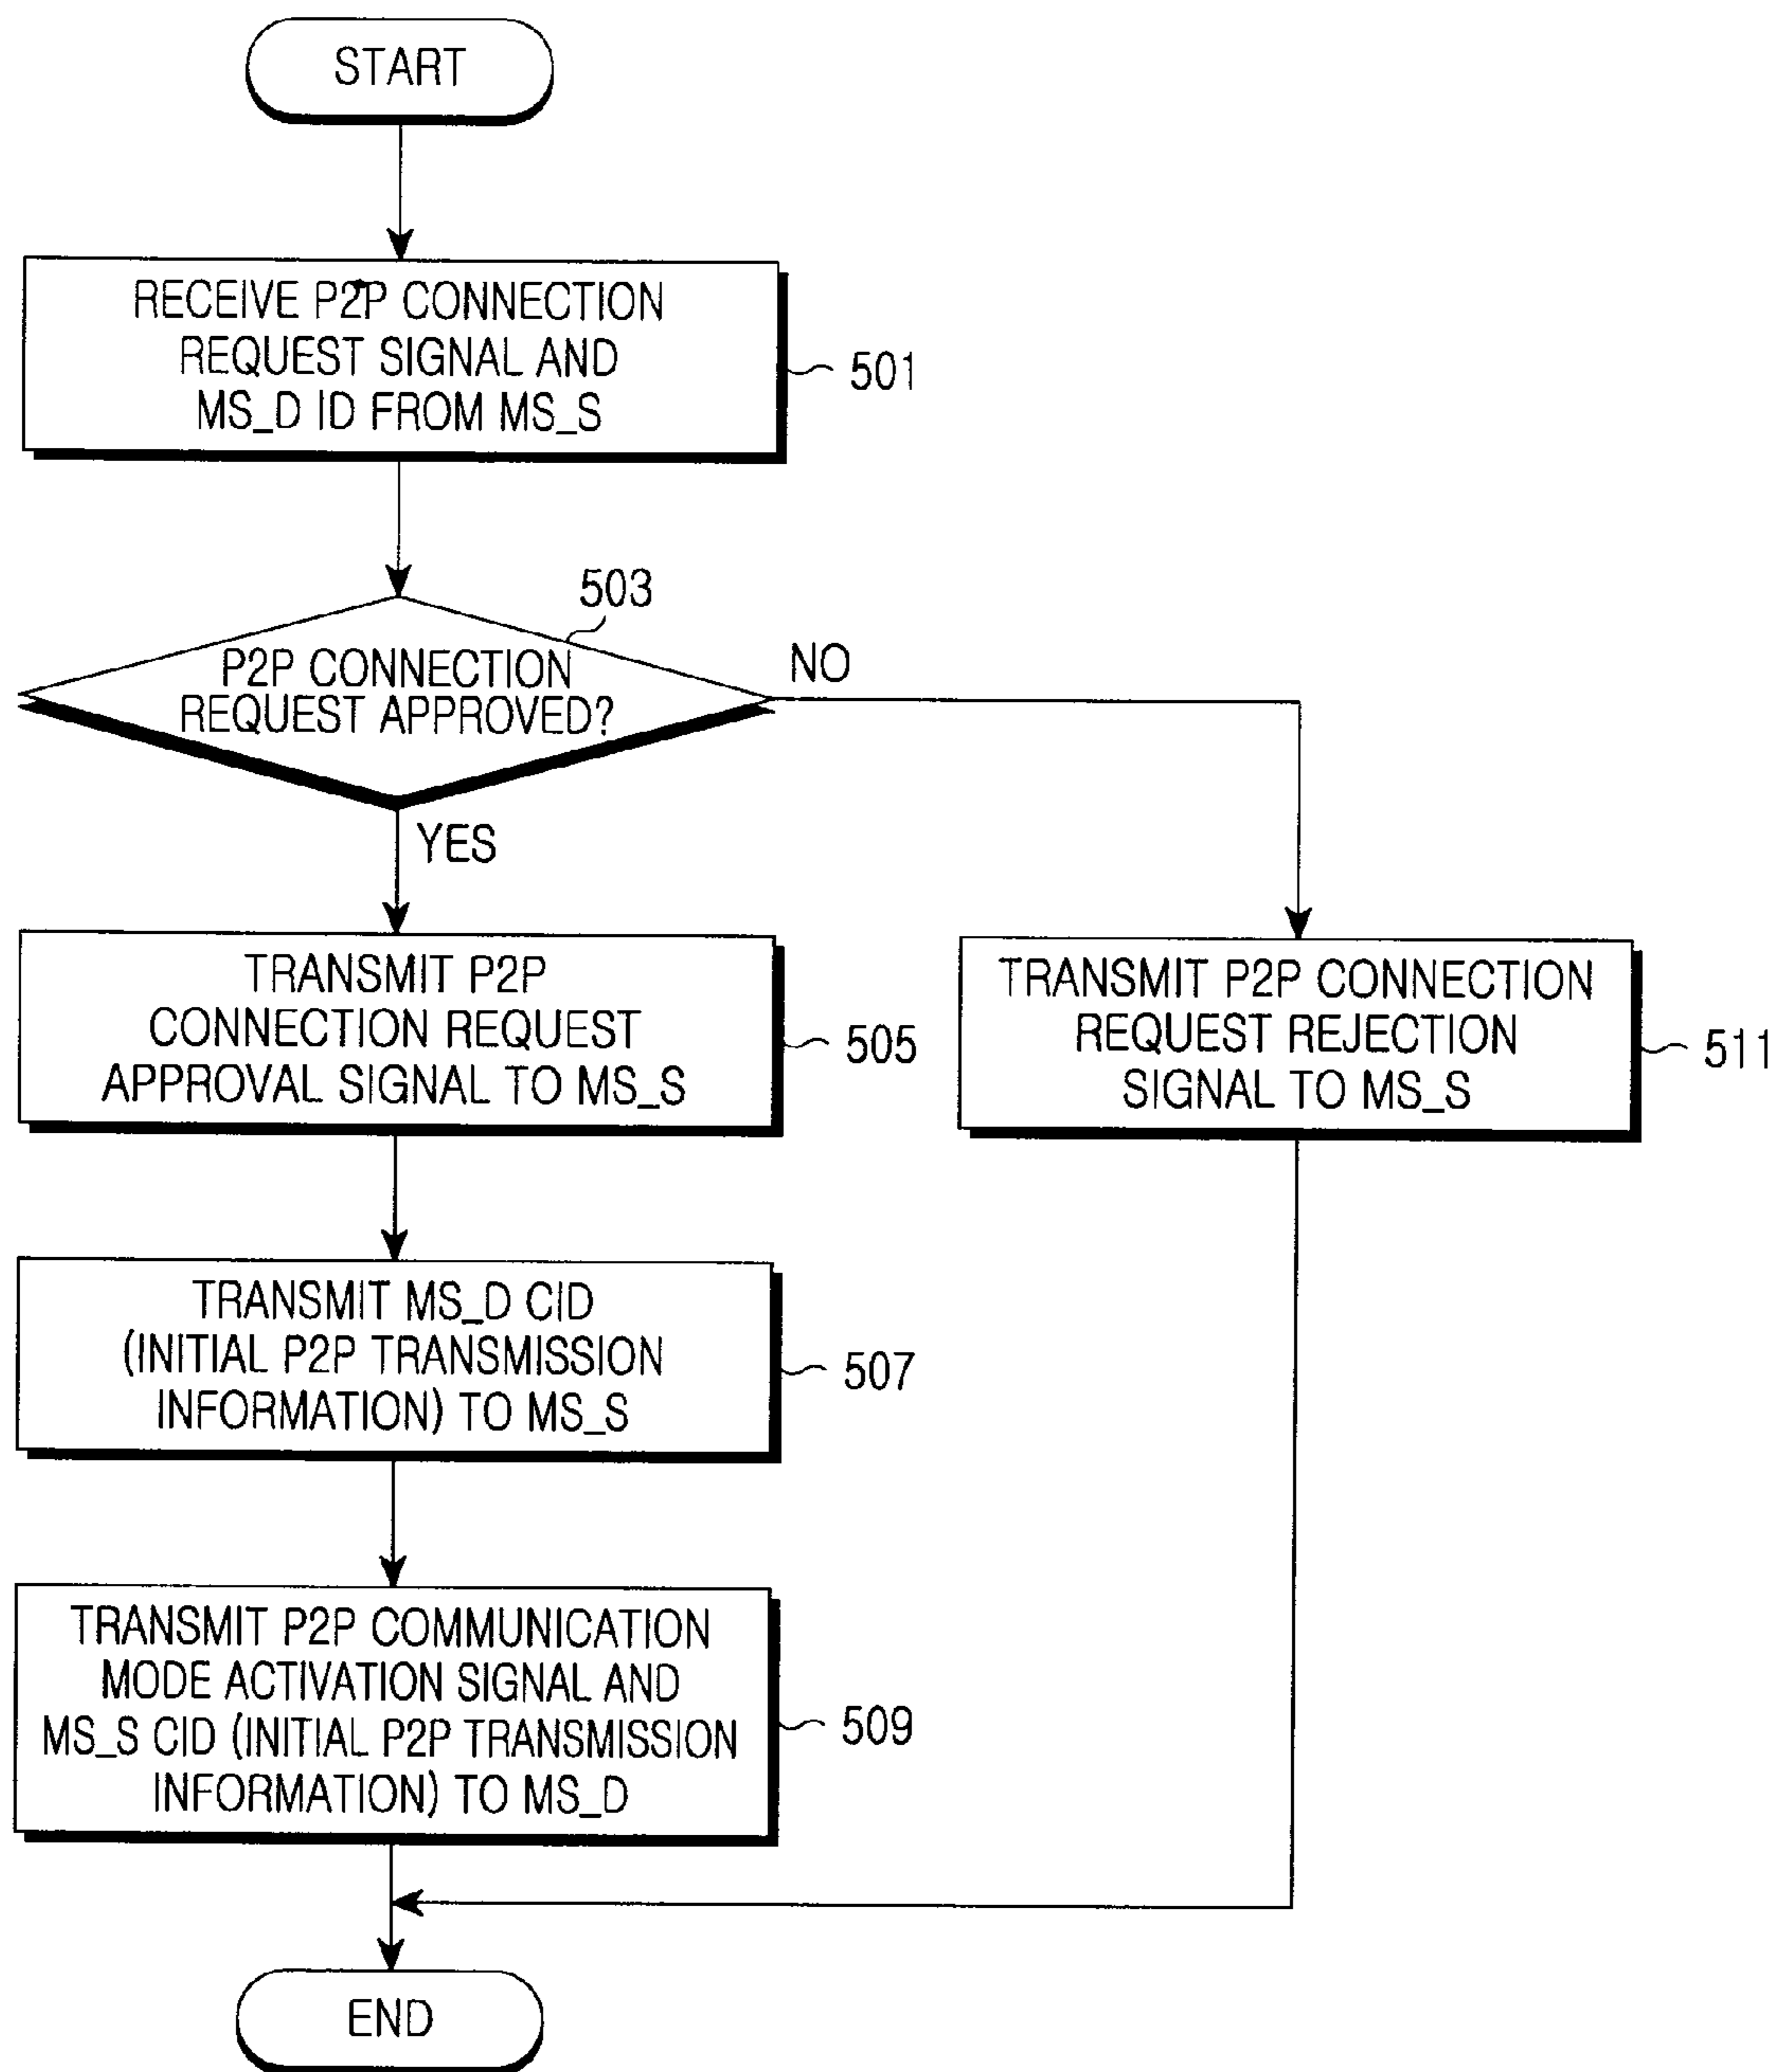 START
RECEIVE P2P CONNECTION
REQUEST SIGNAL AND
MS_D ID FROM MS_S
501
503
P2P CONNECTION
REQUEST APPROVED?
NO
YES
TRANSMIT P2P
CONNECTION REQUEST
APPROVAL SIGNAL TO MS_S
505
TRANSMIT P2P CONNECTION
REQUEST REJECTION
SIGNAL TO MS_S
511
TRANSMIT MS_D CID
(INITIAL P2P TRANSMISSION
INFORMATION) TO MS_S
507
TRANSMIT P2P COMMUNICATION
MODE ACTIVATION SIGNAL AND
MS_S CID (INITIAL P2P TRANSMISSION
INFORMATION) TO MS_D
509
END